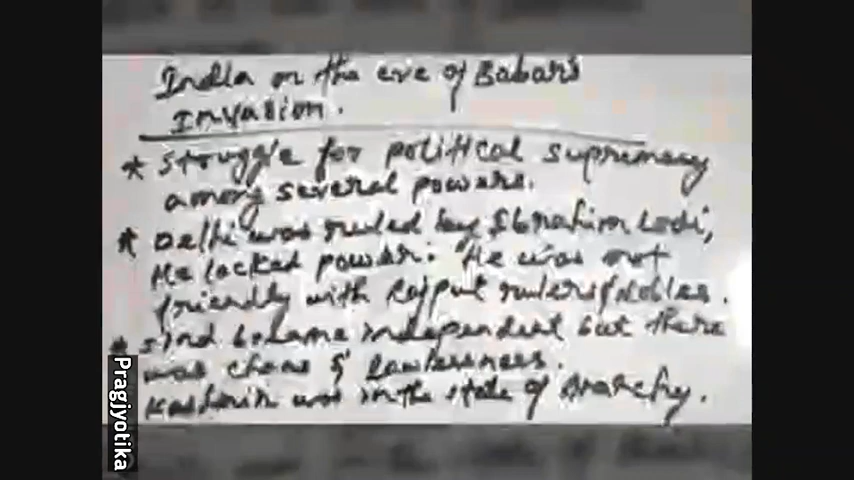 India on the eve of Babar's
Invasion.
* Struggle for political supremacy
among several powers.
* Delhi was ruled by Ibrahim Lodi,
He lacked power. He was not
friendly with Rajput rulers/Nobles.
* Sind became independent but there
was chaos & lawlessness.
Kashmir was in the state of Anarchy.
Pragjyotika